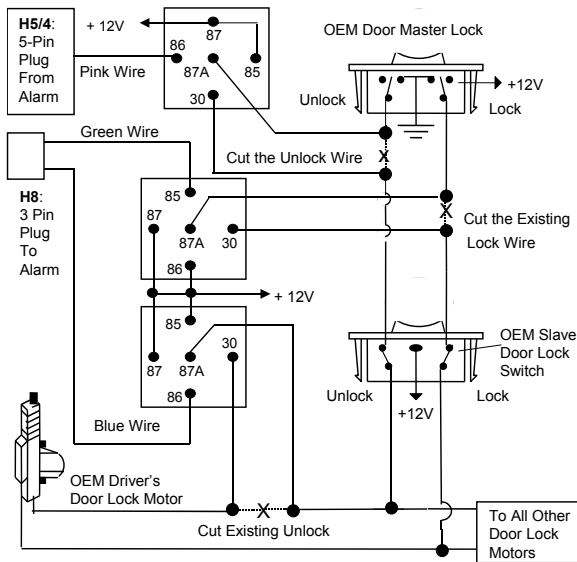 H5/4:
5-Pin
Plug
From
Alarm
+ 12V
87
86
87A
85
Pink Wire
30
OEM Door Master Lock
+12V
Unlock
Lock
Green Wire
Cut the Unlock Wire
H8:
3 Pin
Plug
To
Alarm
85
87
87A
30
86
Cut the Existing
Lock Wire
+ 12V
85
30
87
87A
86
Blue Wire
OEM Slave
Door Lock
Switch
Unlock
Lock
+12V
OEM Driver's
Door Lock Motor
Cut Existing Unlock
To All Other
Door Lock
Motors
X
X
X